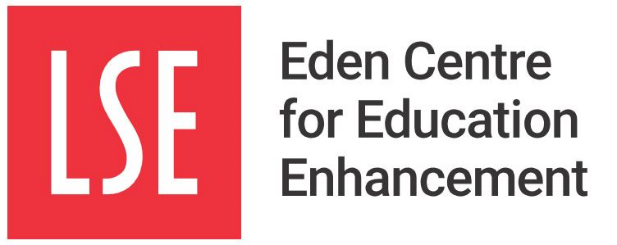 LSE
Eden Centre
for Education
Enhancement